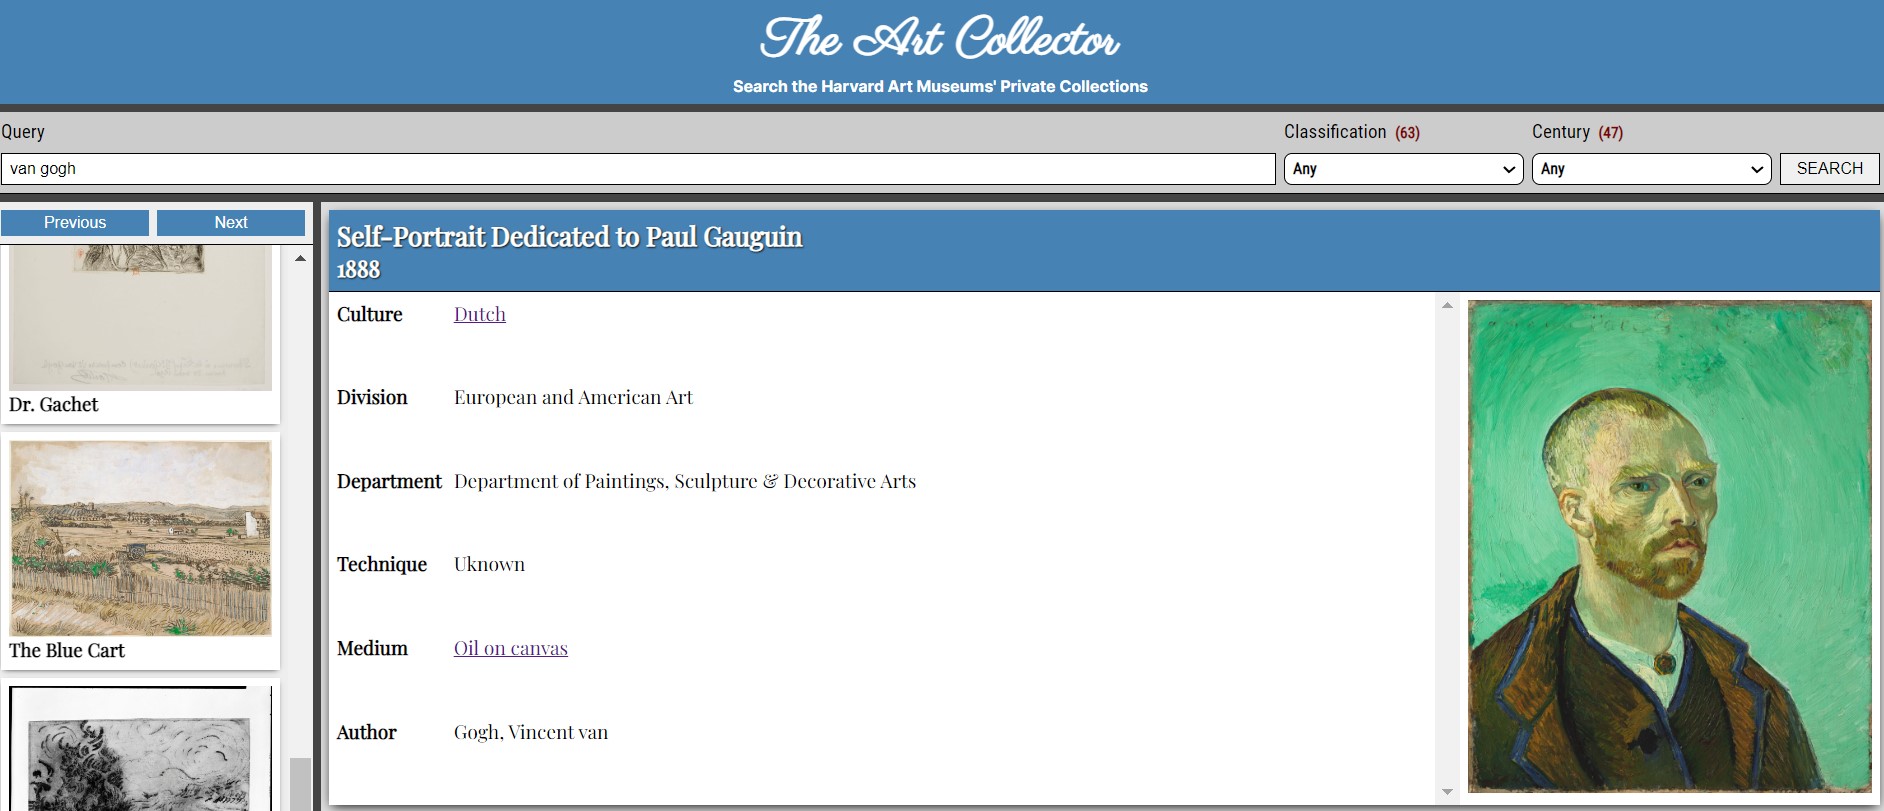 The Art Collector
Search the Harvard Art Museums' Private Collections
Query
Classification (63)
Century (47)
van gogh
Any
Any
SEARCH
Previous
Next
Dr. Gachet
The Blue Cart
Self-Portrait Dedicated to Paul Gauguin
1888
Culture Dutch
Division European and American Art
Department Department of Paintings, Sculpture & Decorative Arts
Technique Uknown
Medium Oil on canvas
Author Gogh, Vincent van